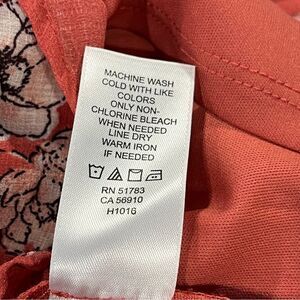 MACHINE WASH
COLD WITH LIKE
COLORS
ONLY NON-
CHLORINE BLEACH
WHEN NEEDED
LINE DRY
WARM IRON
IF NEEDED
RN 51783
CA 56910
H1016